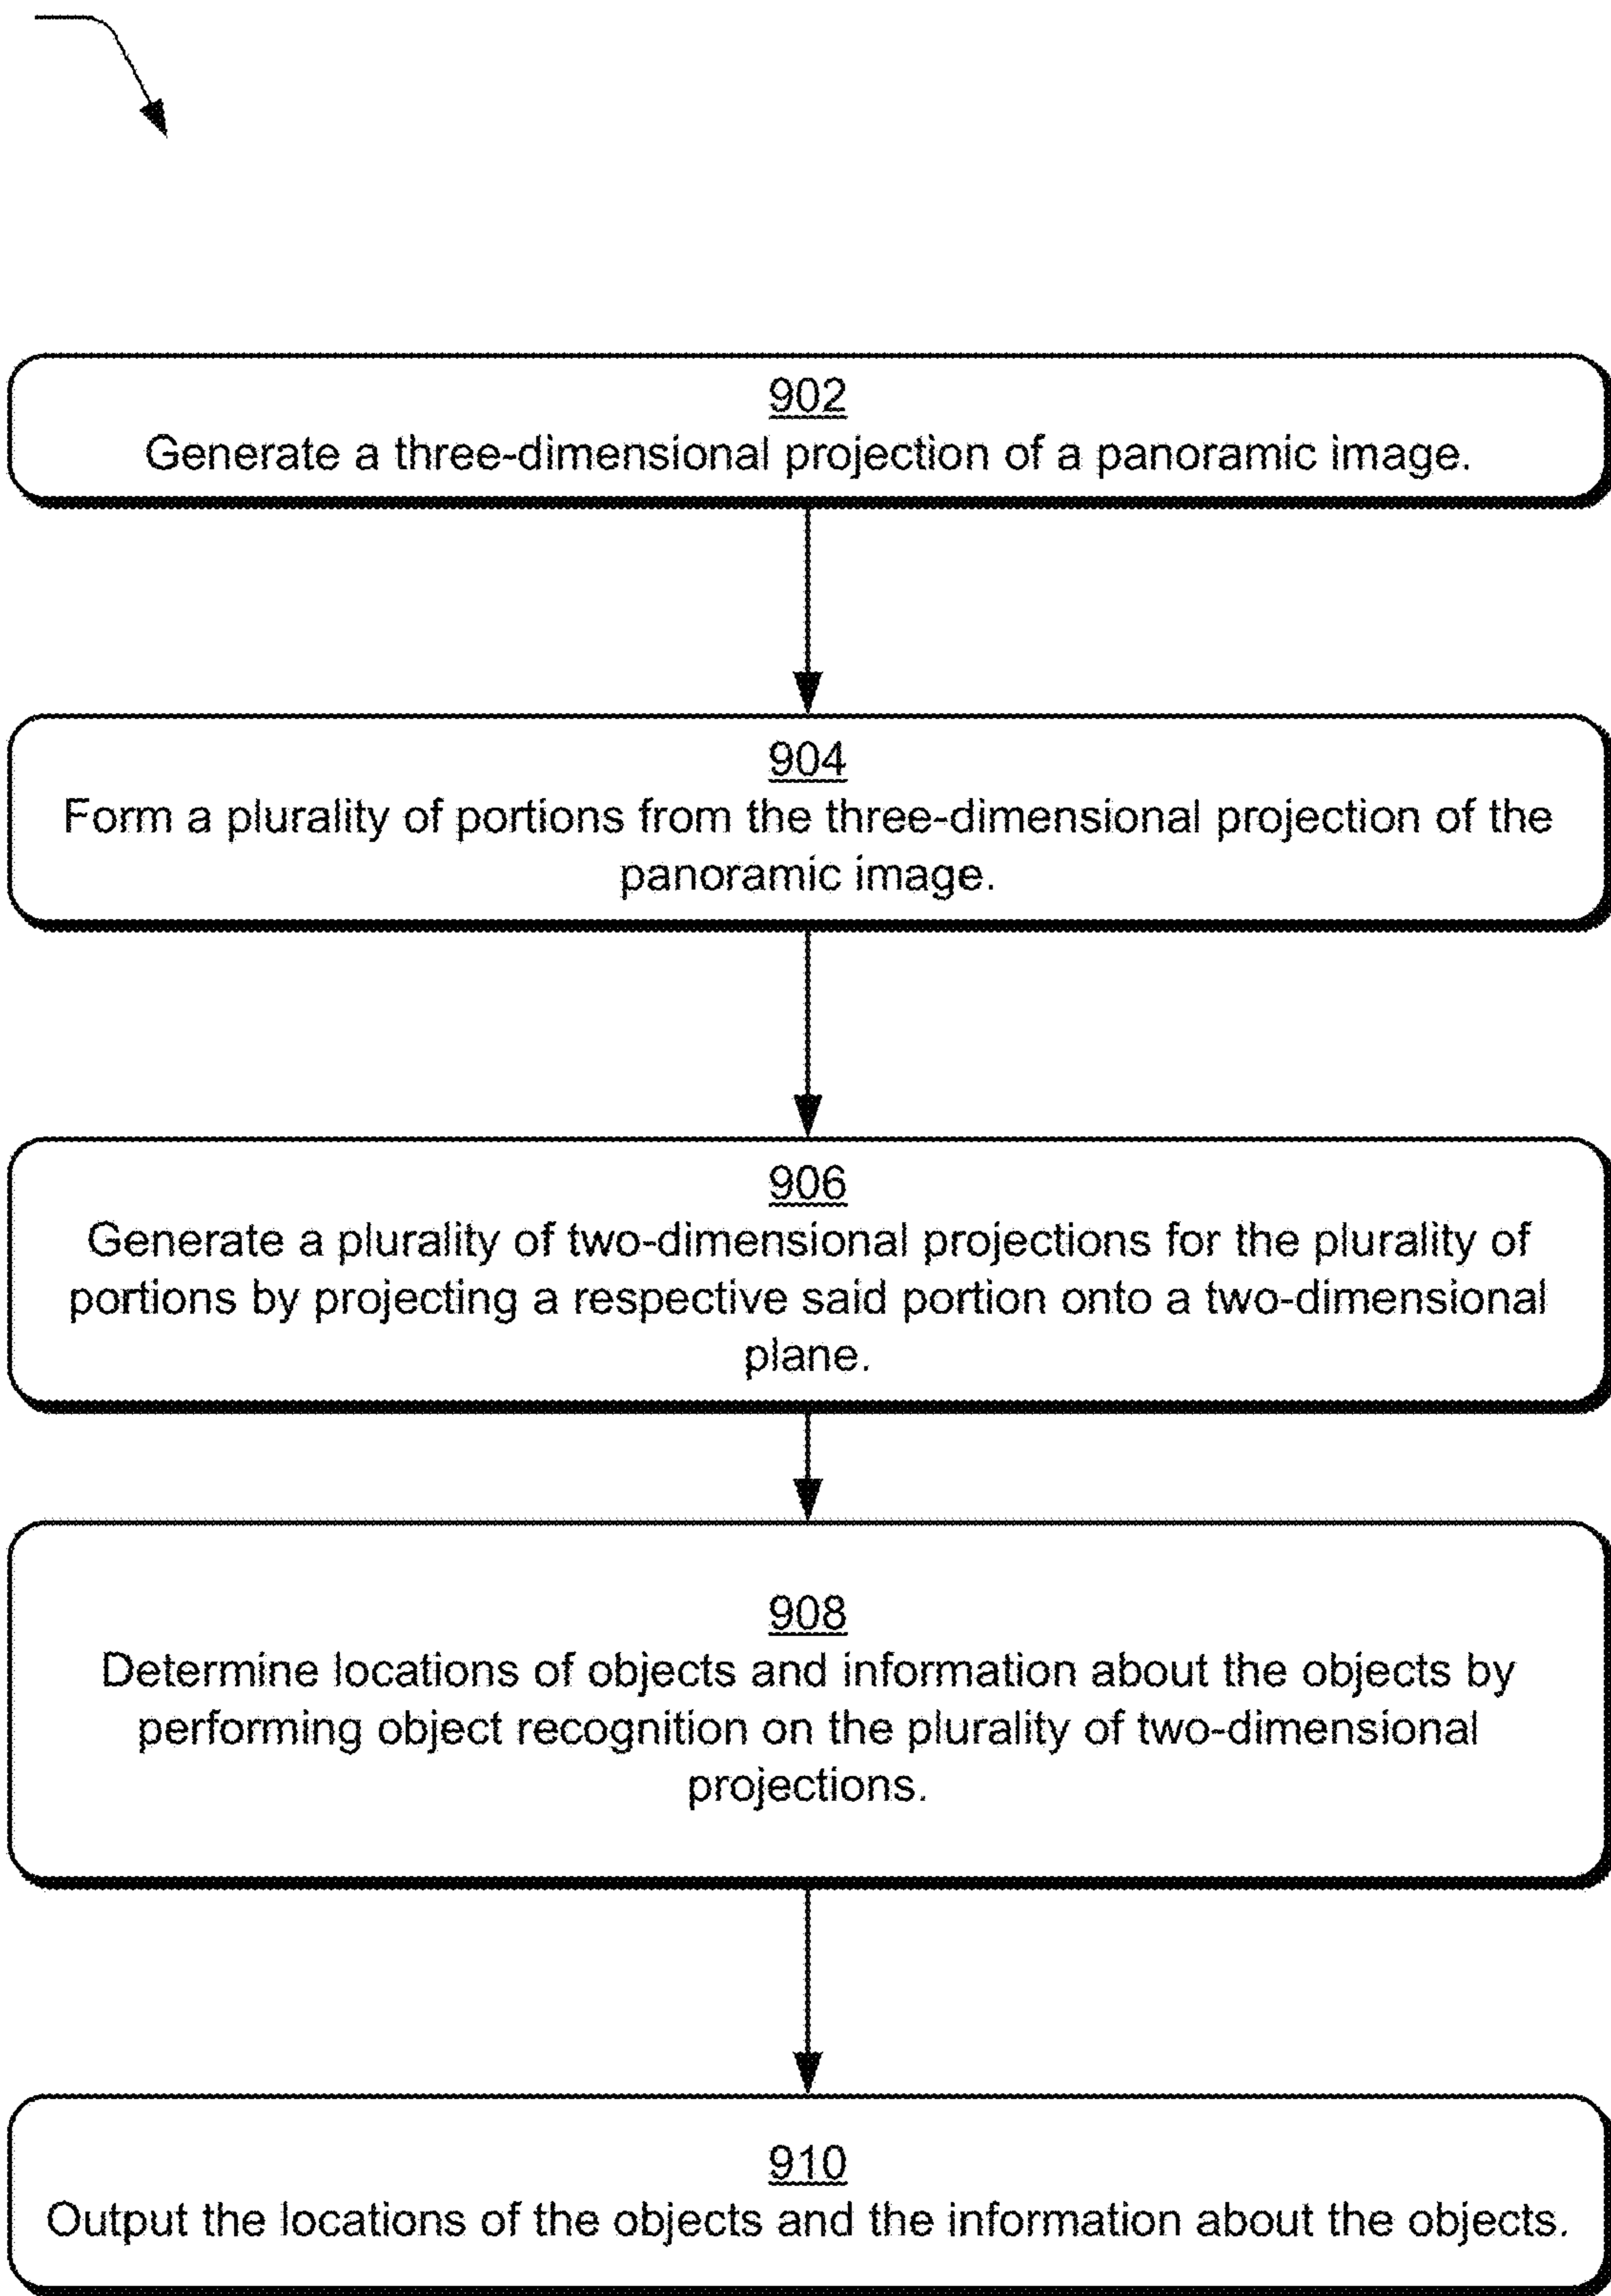 902
Generate a three-dimensional projection of a panoramic image.
904
Form a plurality of portions from the three-dimensional projection of the
panoramic image.
906
Generate a plurality of two-dimensional projections for the plurality of
portions by projecting a respective said portion onto a two-dimensional
plane.
908
Determine locations of objects and information about the objects by
performing object recognition on the plurality of two-dimensional
projections.
910
Output the locations of the objects and the information about the objects.